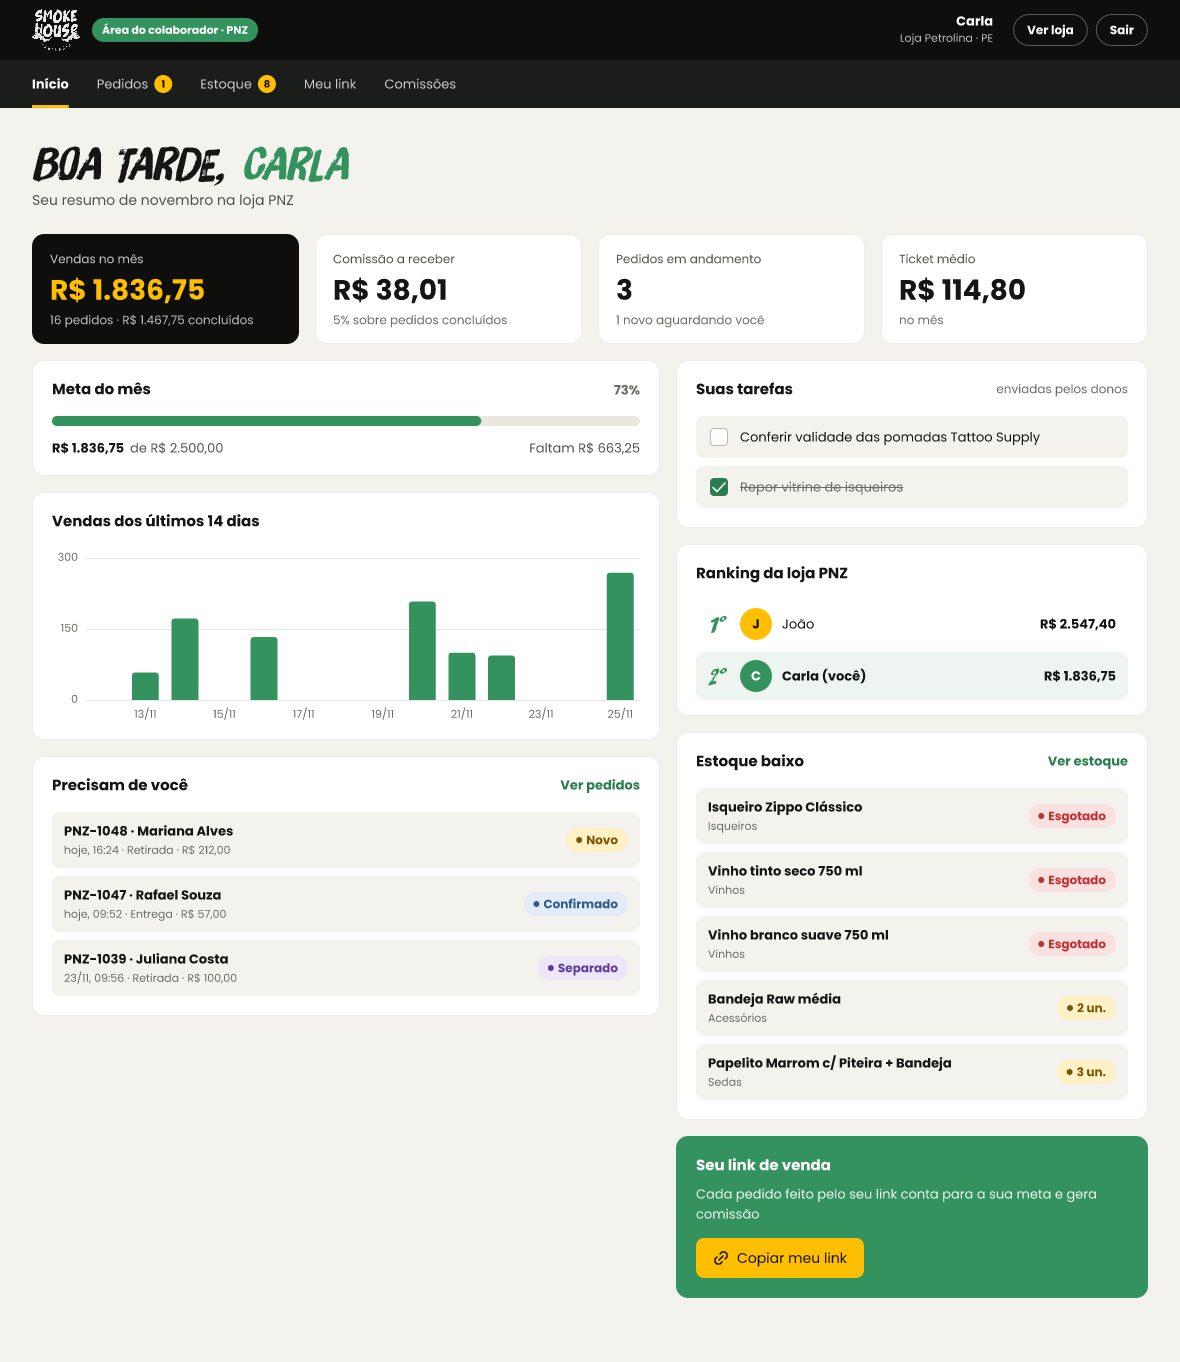 SMOKE HOUSE
Área do colaborador · PNZ
Carla
Loja Petrolina · PE
Ver loja
Sair
Início
Pedidos 1
Estoque 8
Meu link
Comissões
BOA TARDE, CARLA
Seu resumo de novembro na loja PNZ
Vendas no mês
R$ 1.836,75
16 pedidos · R$ 1.467,75 concluídos
Comissão a receber
R$ 38,01
5% sobre pedidos concluídos
Pedidos em andamento
3
1 novo aguardando você
Ticket médio
R$ 114,80
no mês
Meta do mês
73%
R$ 1.836,75 de R$ 2.500,00
Faltam R$ 663,25
Vendas dos últimos 14 dias
300
150
0
13/11 15/11 17/11 19/11 21/11 23/11 25/11
Precisam de você
Ver pedidos
PNZ-1048 · Mariana Alves
hoje, 16:24 · Retirada · R$ 212,00
Novo
PNZ-1047 · Rafael Souza
hoje, 09:52 · Entrega · R$ 57,00
Confirmado
PNZ-1039 · Juliana Costa
23/11, 09:56 · Retirada · R$ 100,00
Separado
Suas tarefas
enviadas pelos donos
Conferir validade das pomadas Tattoo Supply
Repor vitrine de isqueiros
Ranking da loja PNZ
1º J João R$ 2.547,40
2º C Carla (você) R$ 1.836,75
Estoque baixo
Ver estoque
Isqueiro Zippo Clássico
Isqueiros
Esgotado
Vinho tinto seco 750 ml
Vinhos
Esgotado
Vinho branco suave 750 ml
Vinhos
Esgotado
Bandeja Raw média
Acessórios
2 un.
Papelito Marrom c/ Piteira + Bandeja
Sedas
3 un.
Seu link de venda
Cada pedido feito pelo seu link conta para a sua meta e gera
comissão
Copiar meu link